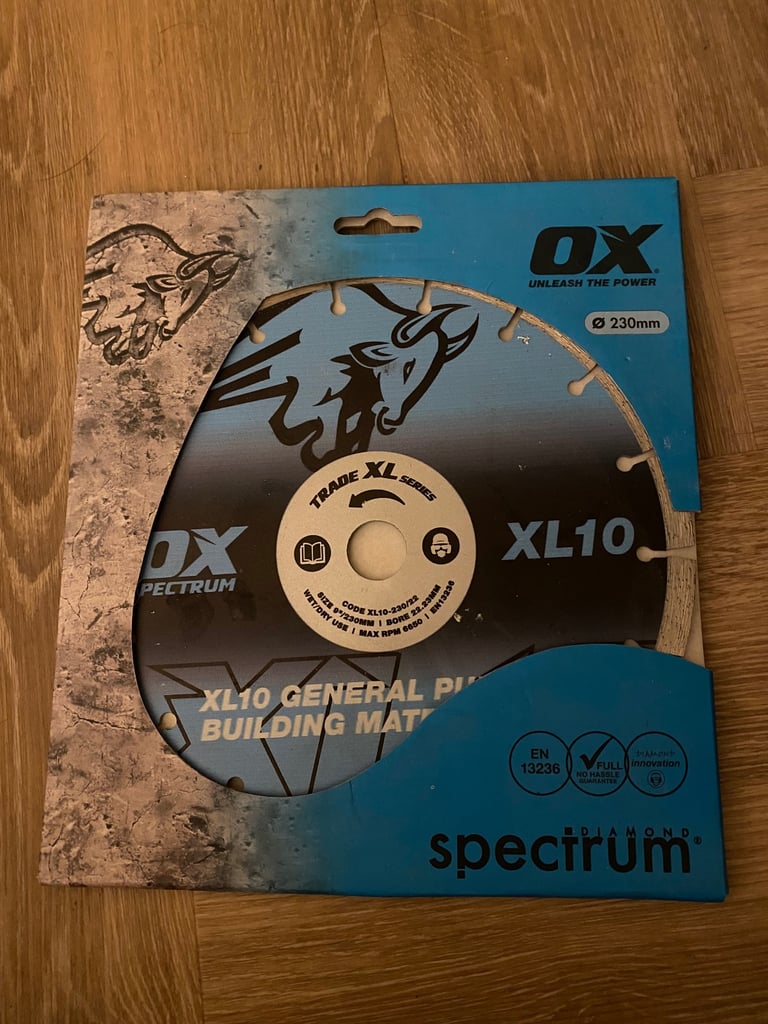 OX
UNLEASH THE POWER
Ø 230mm
TRADE XL SERIES
OX
PECTRUM
XL10
CODE XL10-230/22
SIZE 9"/230MM | BORE 22.23MM
WET/DRY USE | MAX RPM 6650 | EN13236
XL10 GENERAL PU
BUILDING MAT
EN
13236
FULL
NO HASSLE
GUARANTEE
DIAMOND
innovation
DIAMOND
spectrum®